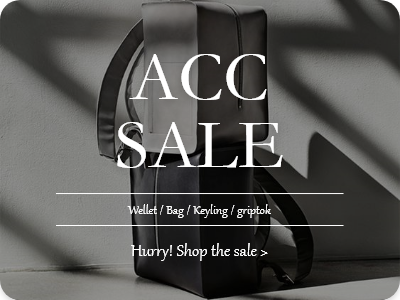 ACC
SALE
Wellet / Bag / Keyling / griptok
Hurry! Shop the sale >